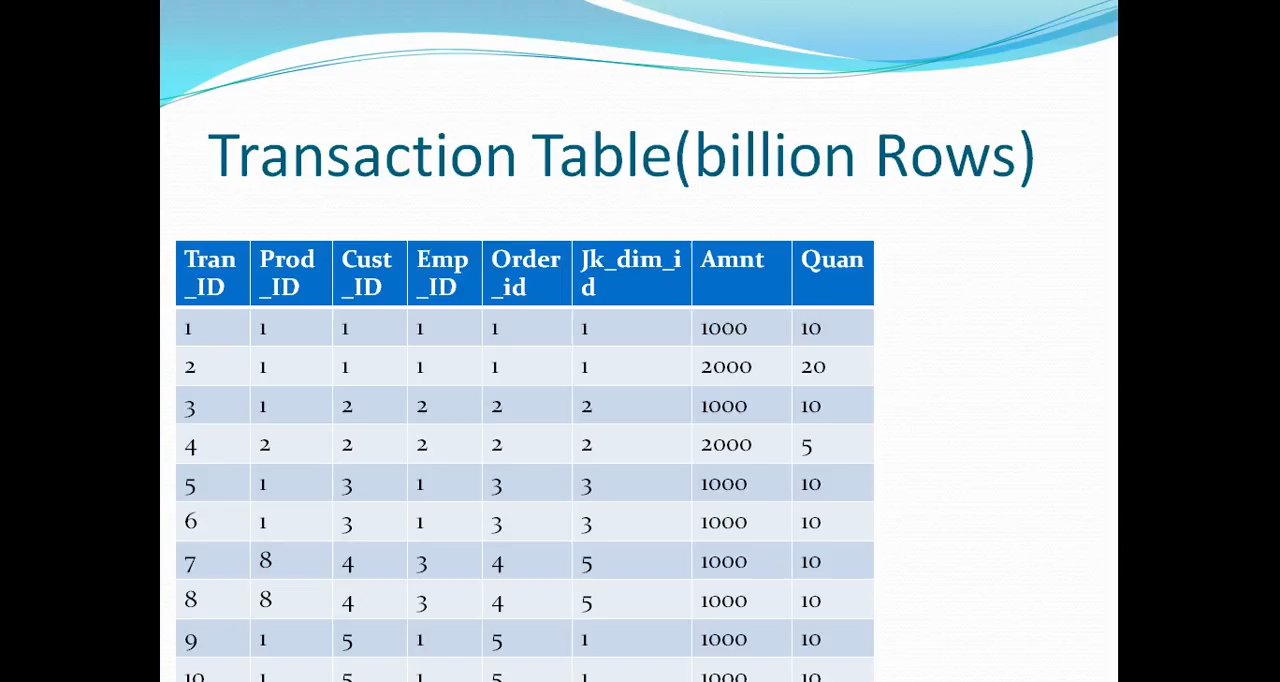 Transaction Table(billion Rows)
Tran_ID Prod_ID Cust_ID Emp_ID Order_id Jk_dim_id Amnt Quan
1 1 1 1 1 1 1000 10
2 1 1 1 1 1 2000 20
3 1 2 2 2 2 1000 10
4 2 2 2 2 2 2000 5
5 1 3 1 3 3 1000 10
6 1 3 1 3 3 1000 10
7 8 4 3 4 5 1000 10
8 8 4 3 4 5 1000 10
9 1 5 1 5 1 1000 10
10 1 5 1 5 1 1000 10